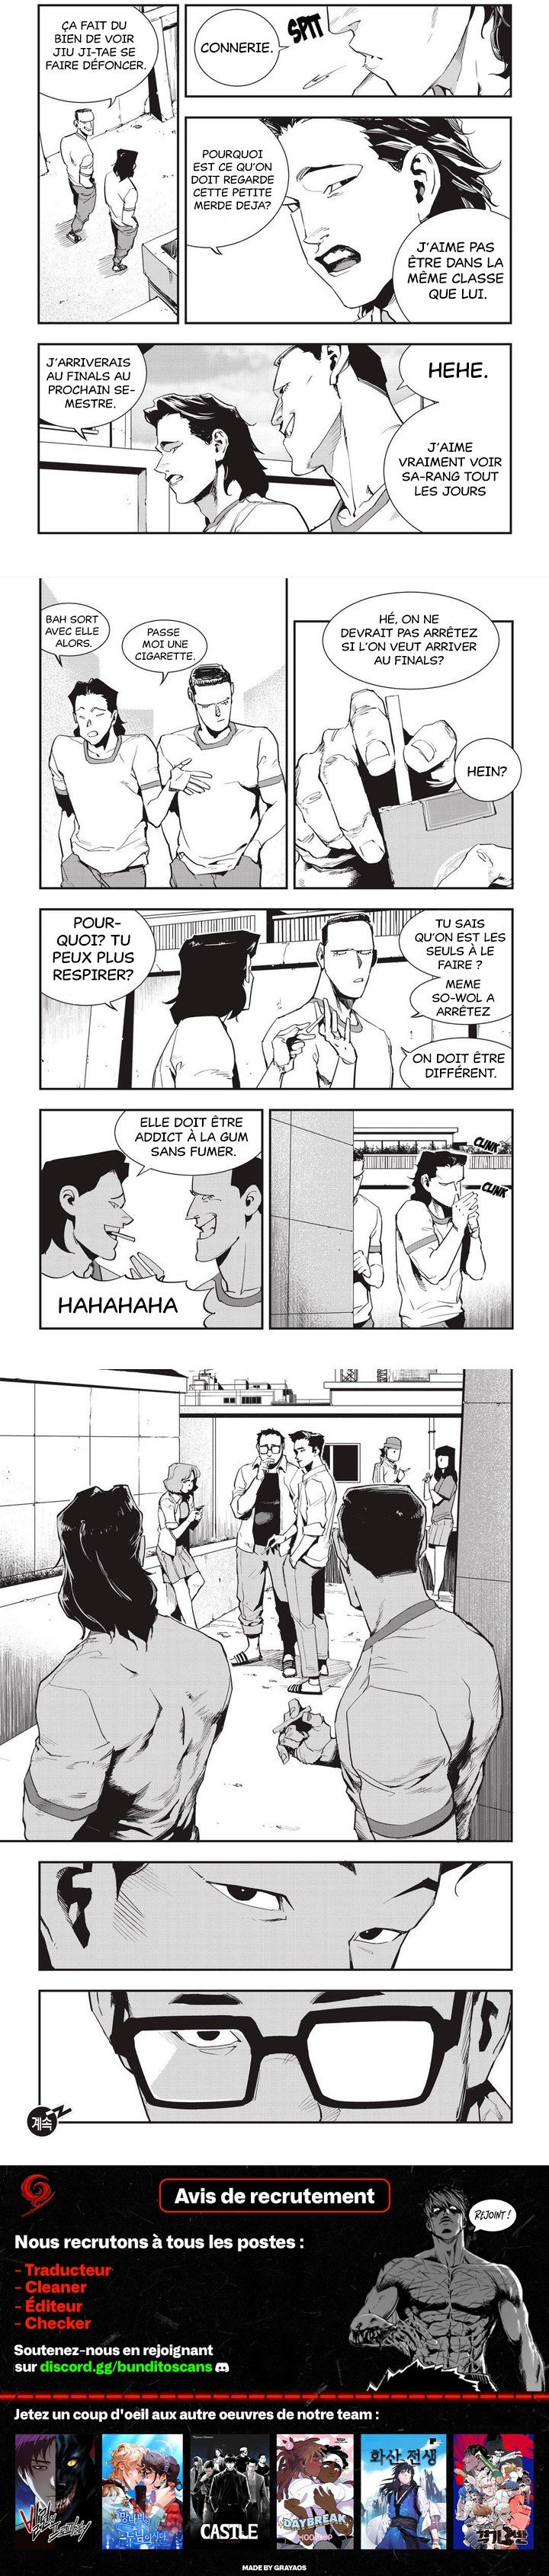 ÇA FAIT DU
BIEN DE VOIR
JIU JI-TAE SE
FAIRE DÉFONCER.
SPIT
CONNERIE.
POURQUOI
EST CE QU'ON
DOIT REGARDE
CETTE PETITE
MERDE DEJA?
J'AIME PAS
ÊTRE DANS LA
MÊME CLASSE
QUE LUI.
J'ARRIVERAIS
AU FINALS AU
PROCHAIN SE-
MESTRE.
HEHE.
J'AIME
VRAIMENT VOIR
SA-RANG TOUT
LES JOURS
BAH SORT
AVEC ELLE
ALORS.
PASSE
MOI UNE
CIGARETTE.
HÉ, ON NE
DEVRAIT PAS ARRÊTEZ
SI L'ON VEUT ARRIVER
AU FINALS?
HEIN?
POUR-
QUOI? TU
PEUX PLUS
RESPIRER?
TU SAIS
QU'ON EST LES
SEULS À LE
FAIRE ?
MEME
SO-WOL A
ARRÊTEZ
ON DOIT ÊTRE
DIFFÉRENT.
ELLE DOIT ÊTRE
ADDICT À LA GUM
SANS FUMER.
HAHAHAHA
CLINK
CLINK
계속
Avis de recrutement
REJOINT !
Nous recrutons à tous les postes :
- Traducteur
- Cleaner
- Éditeur
- Checker
Soutenez-nous en rejoignant
sur discord.gg/bunditoscans
Jetez un coup d'oeil aux autre oeuvres de notre team :
CASTLE
DAYBREAK
화산전생
MADE BY GRAYAOS